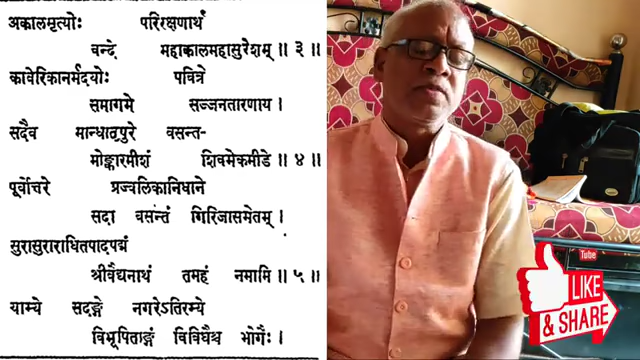 अकालमृत्योः परिरक्षणार्थं
वन्दे महाकालमहासुरेशम् ॥ ३ ॥
कावेरिकानर्मदयोः पवित्रे
समागमे सज्जनतारणाय ।
सदैव मान्धातृपुरे वसन्त-
मोङ्कारमीशं शिवमेकमीडे ॥ ४ ॥
पूर्वोत्तरे प्रज्वलिकानिधाने
सदा वसन्तं गिरिजासमेतम् ।
सुरासुराराधितपादपद्मं
श्रीवैद्यनाथं तमहं नमामि ॥ ५ ॥
याम्ये सदङ्गे नगरेऽतिरम्ये
विभूषिताङ्गं विविधैश्च भोगैः ।
Tube
LIKE
& SHARE